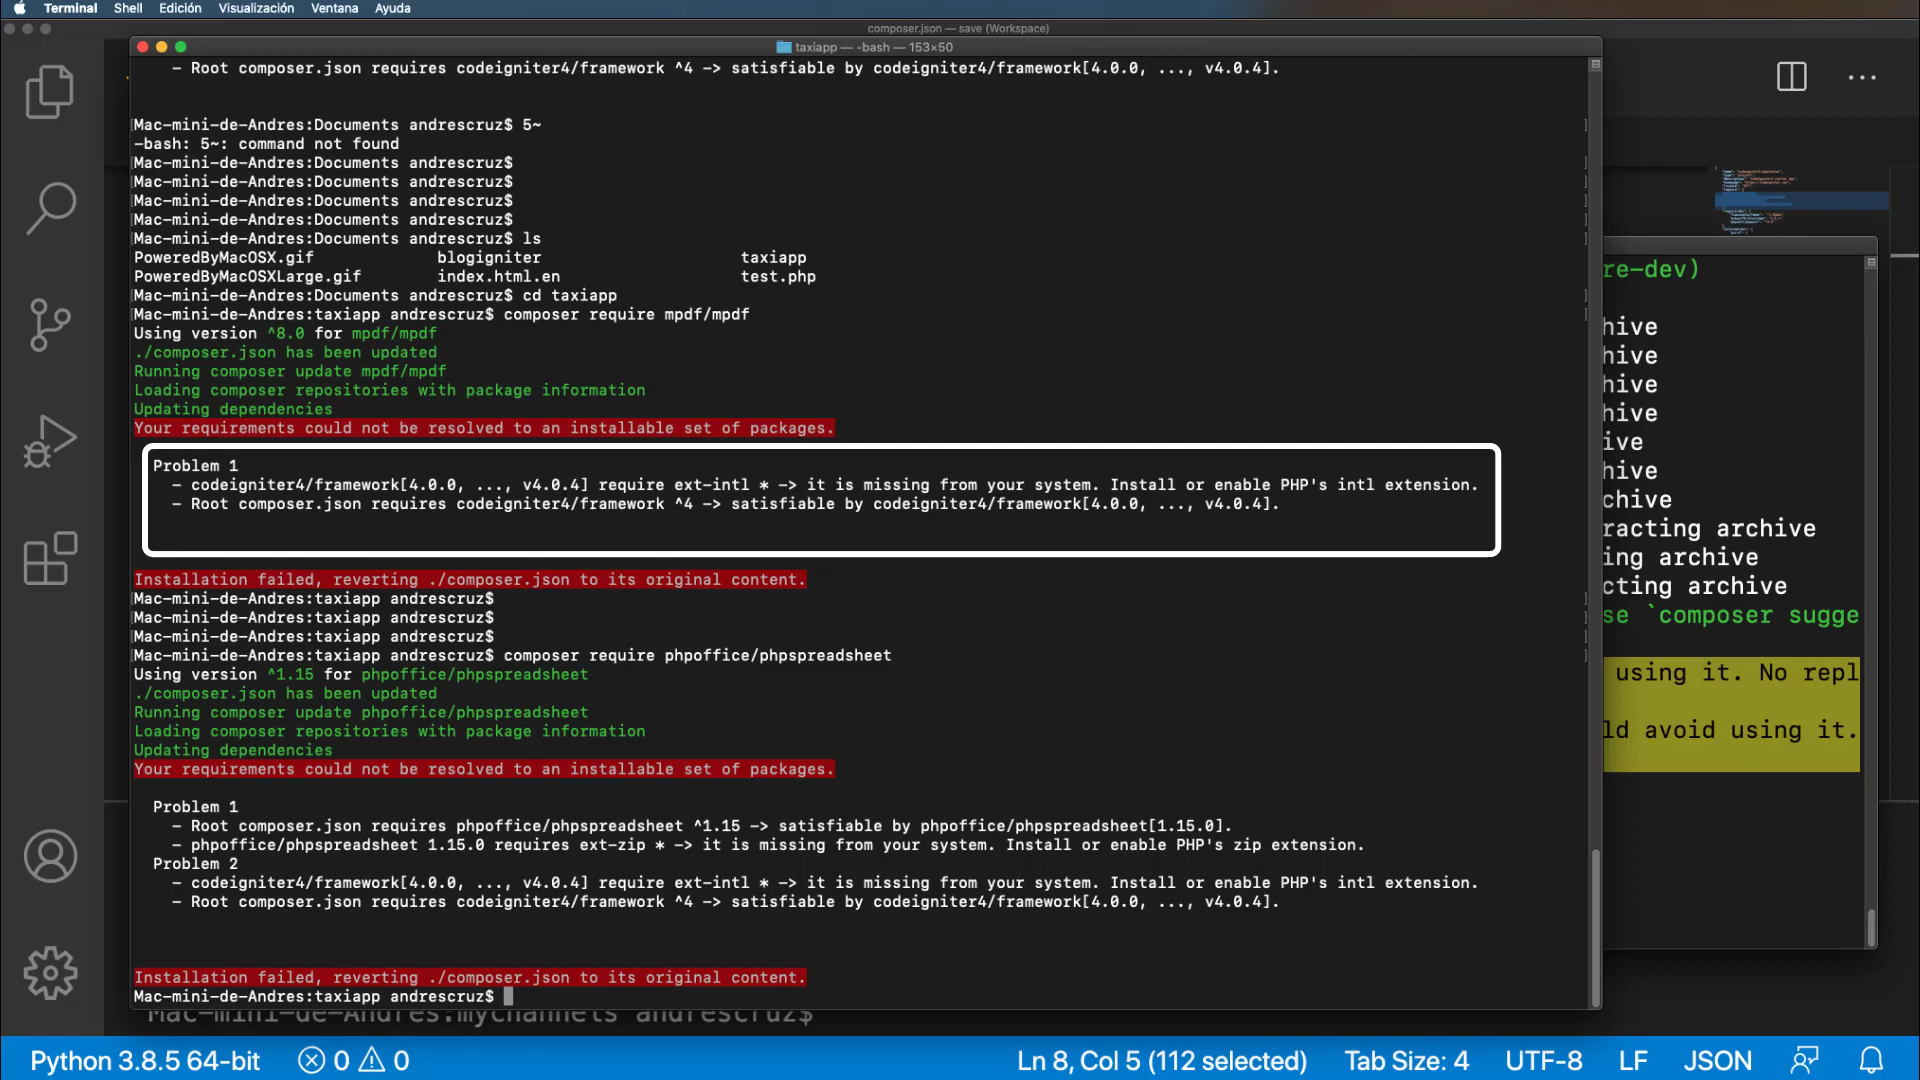 Terminal Shell Edición Visualización Ventana Ayuda
composer.json — save (Workspace)
taxiapp — -bash — 153×50
- Root composer.json requires codeigniter4/framework ^4 -> satisfiable by codeigniter4/framework[4.0.0, ..., v4.0.4].
Mac-mini-de-Andres:Documents andrescruz$ 5~
-bash: 5~: command not found
Mac-mini-de-Andres:Documents andrescruz$
Mac-mini-de-Andres:Documents andrescruz$
Mac-mini-de-Andres:Documents andrescruz$
Mac-mini-de-Andres:Documents andrescruz$
Mac-mini-de-Andres:Documents andrescruz$ ls
PoweredByMacOSX.gif blogigniter taxiapp
PoweredByMacOSXLarge.gif index.html.en test.php
Mac-mini-de-Andres:Documents andrescruz$ cd taxiapp
Mac-mini-de-Andres:taxiapp andrescruz$ composer require mpdf/mpdf
Using version ^8.0 for mpdf/mpdf
./composer.json has been updated
Running composer update mpdf/mpdf
Loading composer repositories with package information
Updating dependencies
Your requirements could not be resolved to an installable set of packages.
Problem 1
- codeigniter4/framework[4.0.0, ..., v4.0.4] require ext-intl * -> it is missing from your system. Install or enable PHP's intl extension.
- Root composer.json requires codeigniter4/framework ^4 -> satisfiable by codeigniter4/framework[4.0.0, ..., v4.0.4].
Installation failed, reverting ./composer.json to its original content.
Mac-mini-de-Andres:taxiapp andrescruz$
Mac-mini-de-Andres:taxiapp andrescruz$
Mac-mini-de-Andres:taxiapp andrescruz$
Mac-mini-de-Andres:taxiapp andrescruz$ composer require phpoffice/phpspreadsheet
Using version ^1.15 for phpoffice/phpspreadsheet
./composer.json has been updated
Running composer update phpoffice/phpspreadsheet
Loading composer repositories with package information
Updating dependencies
Your requirements could not be resolved to an installable set of packages.
Problem 1
- Root composer.json requires phpoffice/phpspreadsheet ^1.15 -> satisfiable by phpoffice/phpspreadsheet[1.15.0].
- phpoffice/phpspreadsheet 1.15.0 requires ext-zip * -> it is missing from your system. Install or enable PHP's zip extension.
Problem 2
- codeigniter4/framework[4.0.0, ..., v4.0.4] require ext-intl * -> it is missing from your system. Install or enable PHP's intl extension.
- Root composer.json requires codeigniter4/framework ^4 -> satisfiable by codeigniter4/framework[4.0.0, ..., v4.0.4].
Installation failed, reverting ./composer.json to its original content.
Mac-mini-de-Andres:taxiapp andrescruz$
Mac-mini-de-Andres:mychannels andrescruz$
re-dev)
hive
hive
hive
hive
ive
hive
chive
racting archive
ing archive
cting archive
se `composer sugge
using it. No repl
ld avoid using it.
Python 3.8.5 64-bit 0 0 Ln 8, Col 5 (112 selected) Tab Size: 4 UTF-8 LF JSON